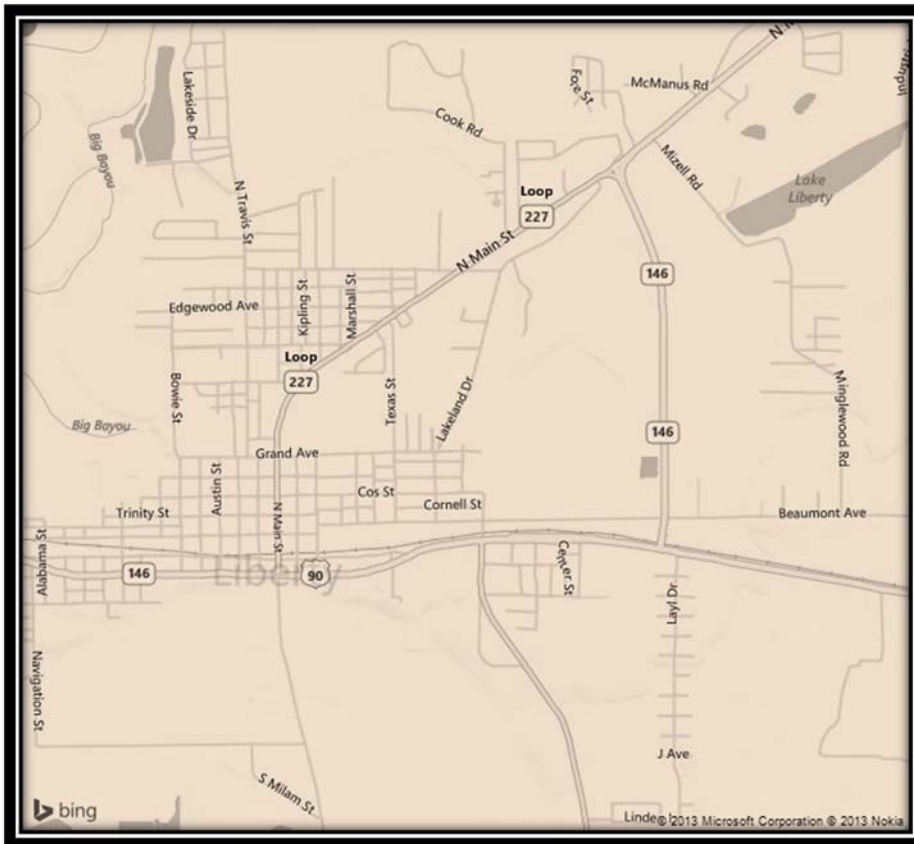 N
Lakeside Dr
Fore St
McManus Rd
Cook Rd
Big Bayou
Mizell Rd
Lake
Liberty
N Travis St
Loop
227
N Main St
146
Edgewood Ave
Kipling St
Marshall St
Loop
227
Bowie St
Texas St
Lakeland Dr
Minglewood Rd
Big Bayou
146
Grand Ave
Austin St
Cos St
Cornell St
Trinity St
N Main St
Beaumont Ave
Alabama St
146
Liberty
90
Center St
Layl Dr
Navigation St
J Ave
S Milam St
bing
© 2013 Microsoft Corporation © 2013 Nokia